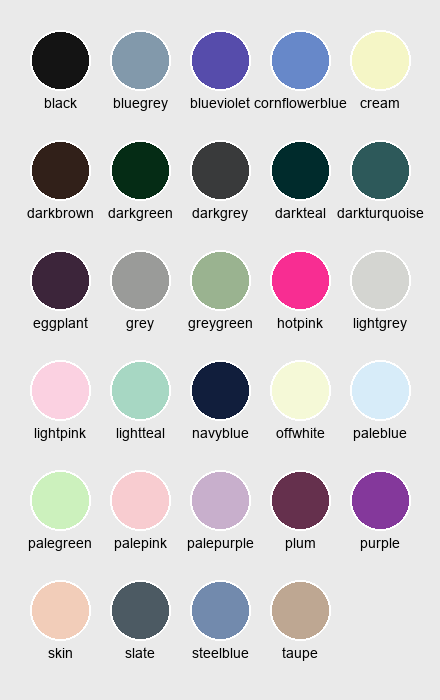 black bluegrey blueviolet cornflowerblue cream
darkbrown darkgreen darkgrey darkteal darkturquoise
eggplant grey greygreen hotpink lightgrey
lightpink lightteal navyblue offwhite paleblue
palegreen palepink palepurple plum purple
skin slate steelblue taupe